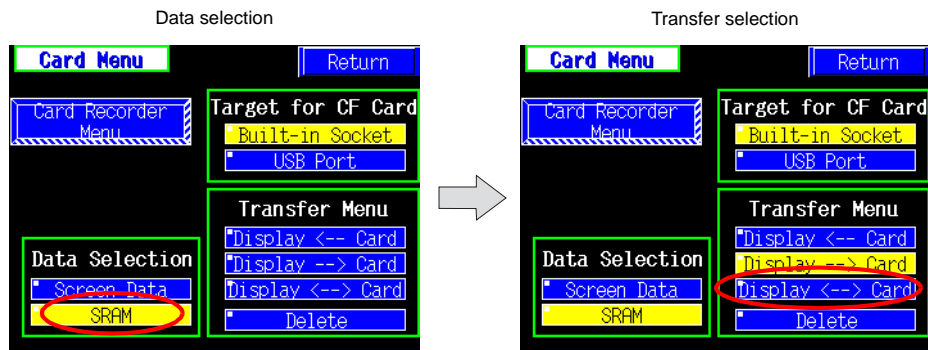 Data selection
Transfer selection
Card Menu
Return
Card Recorder
Menu
Target for CF Card
Built-in Socket
USB Port
Transfer Menu
Display <-- Card
Display --> Card
Display <--> Card
Delete
Data Selection
Screen Data
SRAM
Card Menu
Return
Card Recorder
Menu
Target for CF Card
Built-in Socket
USB Port
Transfer Menu
Display <-- Card
Display --> Card
Display <--> Card
Delete
Data Selection
Screen Data
SRAM